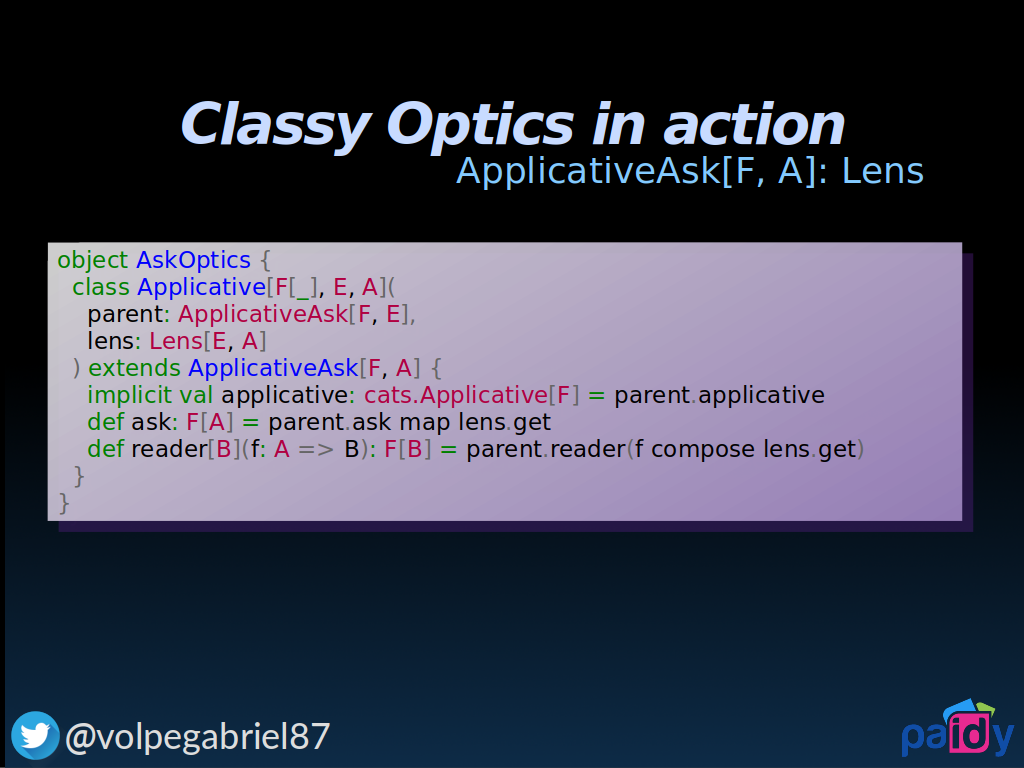 Classy Optics in action
ApplicativeAsk[F, A]: Lens
object AskOptics {
  class Applicative[F[_], E, A](
    parent: ApplicativeAsk[F, E],
    lens: Lens[E, A]
  ) extends ApplicativeAsk[F, A] {
    implicit val applicative: cats.Applicative[F] = parent.applicative
    def ask: F[A] = parent.ask map lens.get
    def reader[B](f: A => B): F[B] = parent.reader(f compose lens.get)
  }
}
@volpegabriel87
paidy